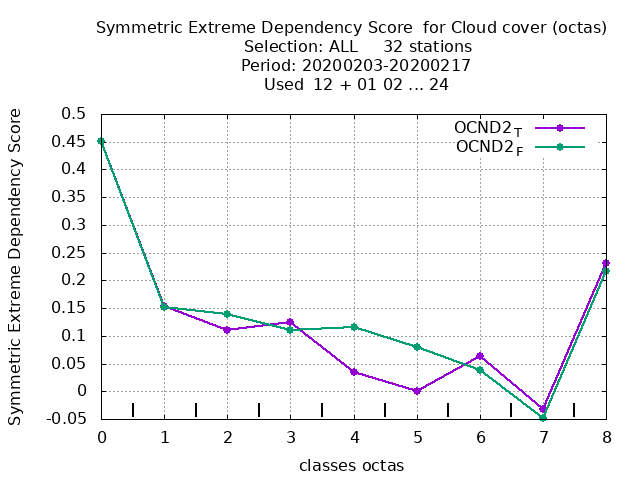 Symmetric Extreme Dependency Score for Cloud cover (octas)
Selection: ALL 32 stations
Period: 20200203-20200217
Used 12 + 01 02 ... 24
Symmetric Extreme Dependency Score
0.5
0.45
0.4
0.35
0.3
0.25
0.2
0.15
0.1
0.05
0
-0.05
OCND2T
OCND2F
0 1 2 3 4 5 6 7 8
classes octas